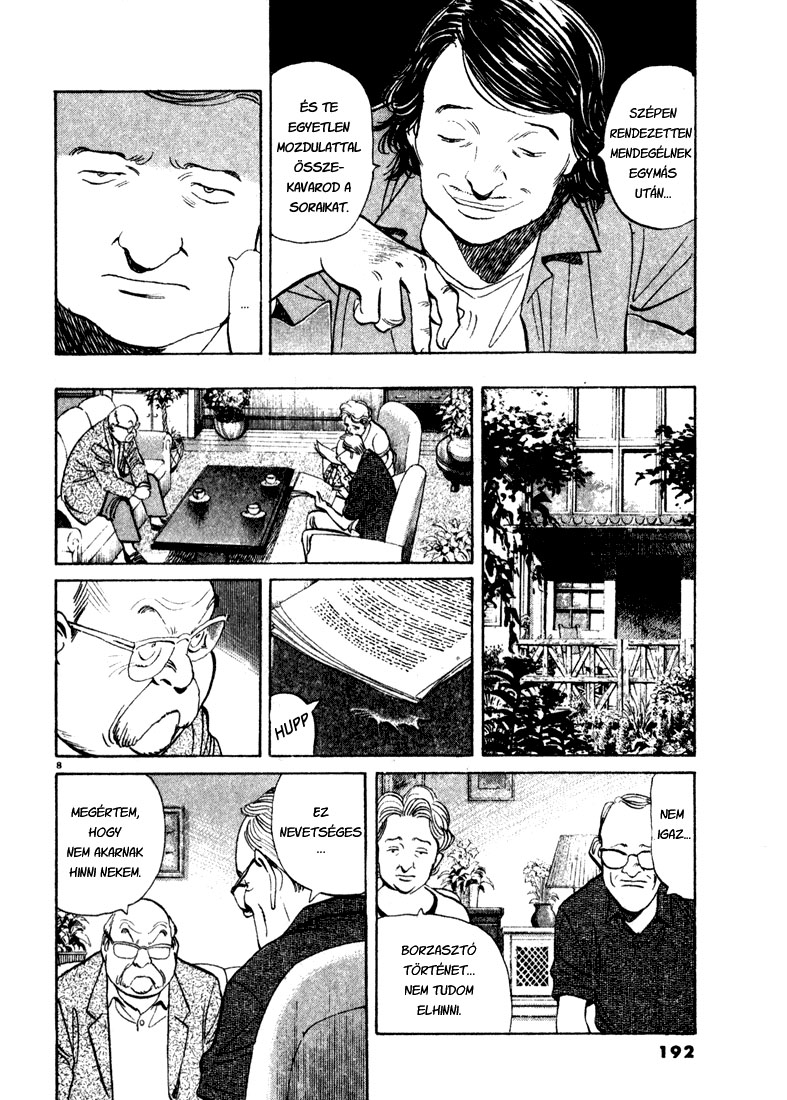 SZÉPEN
RENDEZETTEN
MENDEGÉLNEK
EGYMÁS
UTÁN...
ÉS TE
EGYETLEN
MOZDULATTAL
ÖSSZE-
KAVAROD A
SORAIKAT.
...
HUPP
8
NEM
IGAZ...
BORZASZTÓ
TÖRTÉNET...
NEM TUDOM
ELHINNI.
EZ
NEVETSÉGES
...
MEGÉRTEM,
HOGY
NEM AKARNAK
HINNI NEKEM.
192